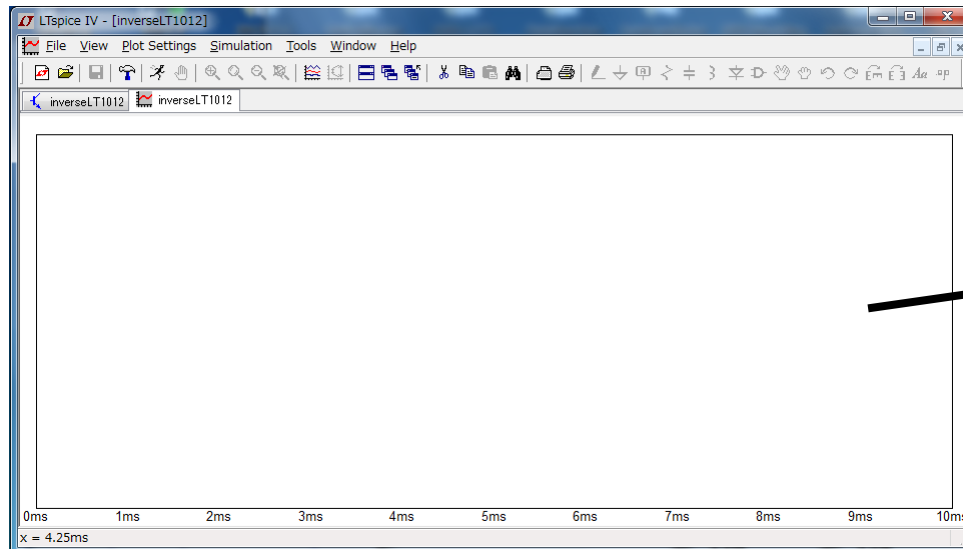 LTspice IV - [inverseLT1012]
File View Plot Settings Simulation Tools Window Help
inverseLT1012 inverseLT1012
0ms 1ms 2ms 3ms 4ms 5ms 6ms 7ms 8ms 9ms 10ms
x = 4.25ms